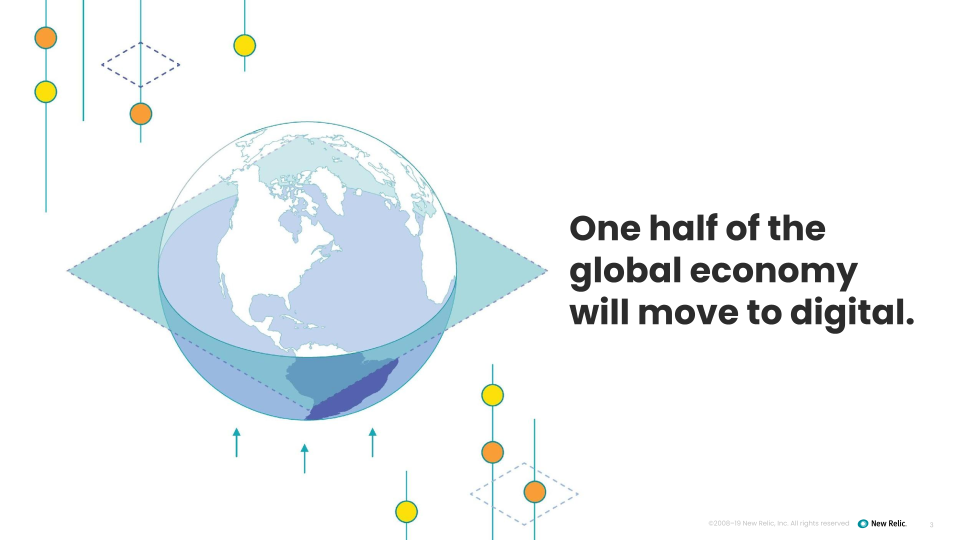 One half of the
global economy
will move to digital.
©2008–19 New Relic, Inc. All rights reserved
New Relic.
3